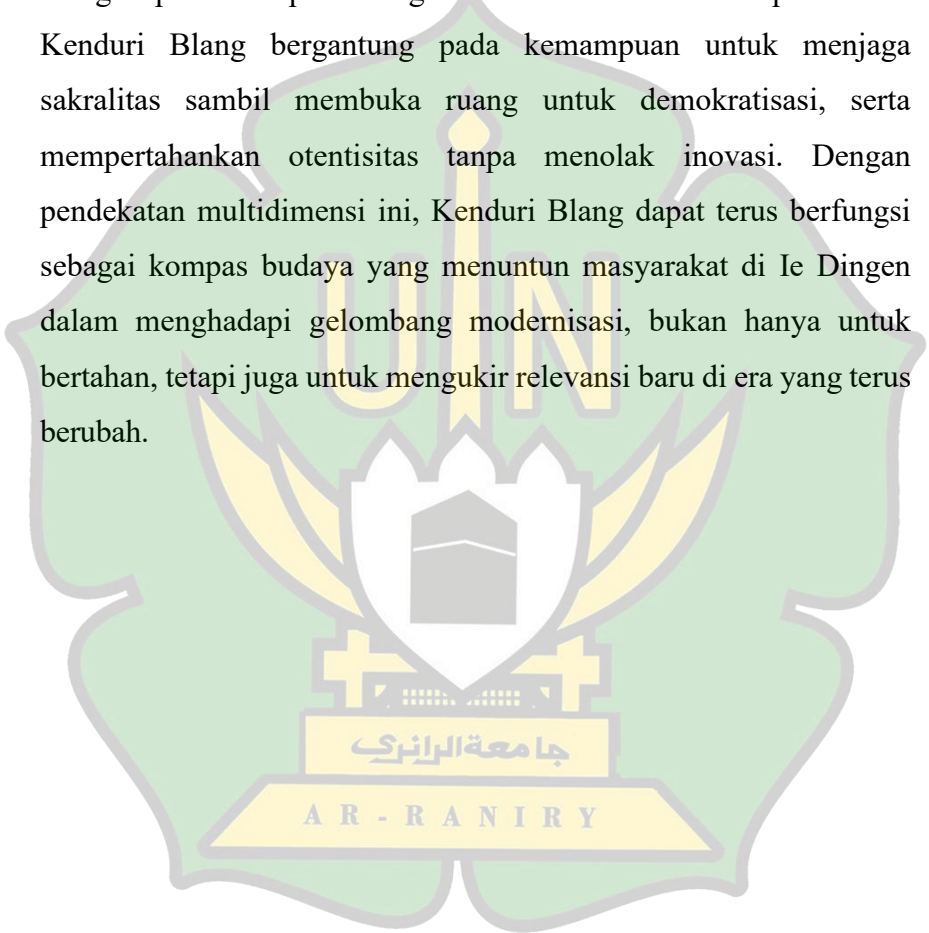 Kenduri Blang bergantung pada kemampuan untuk menjaga
sakralitas sambil membuka ruang untuk demokratisasi, serta
mempertahankan otentisitas tanpa menolak inovasi. Dengan
pendekatan multidimensi ini, Kenduri Blang dapat terus berfungsi
sebagai kompas budaya yang menuntun masyarakat di Ie Dingen
dalam menghadapi gelombang modernisasi, bukan hanya untuk
bertahan, tetapi juga untuk mengukir relevansi baru di era yang terus
berubah.
UIN
جامعة الرانري
AR-RANIRY